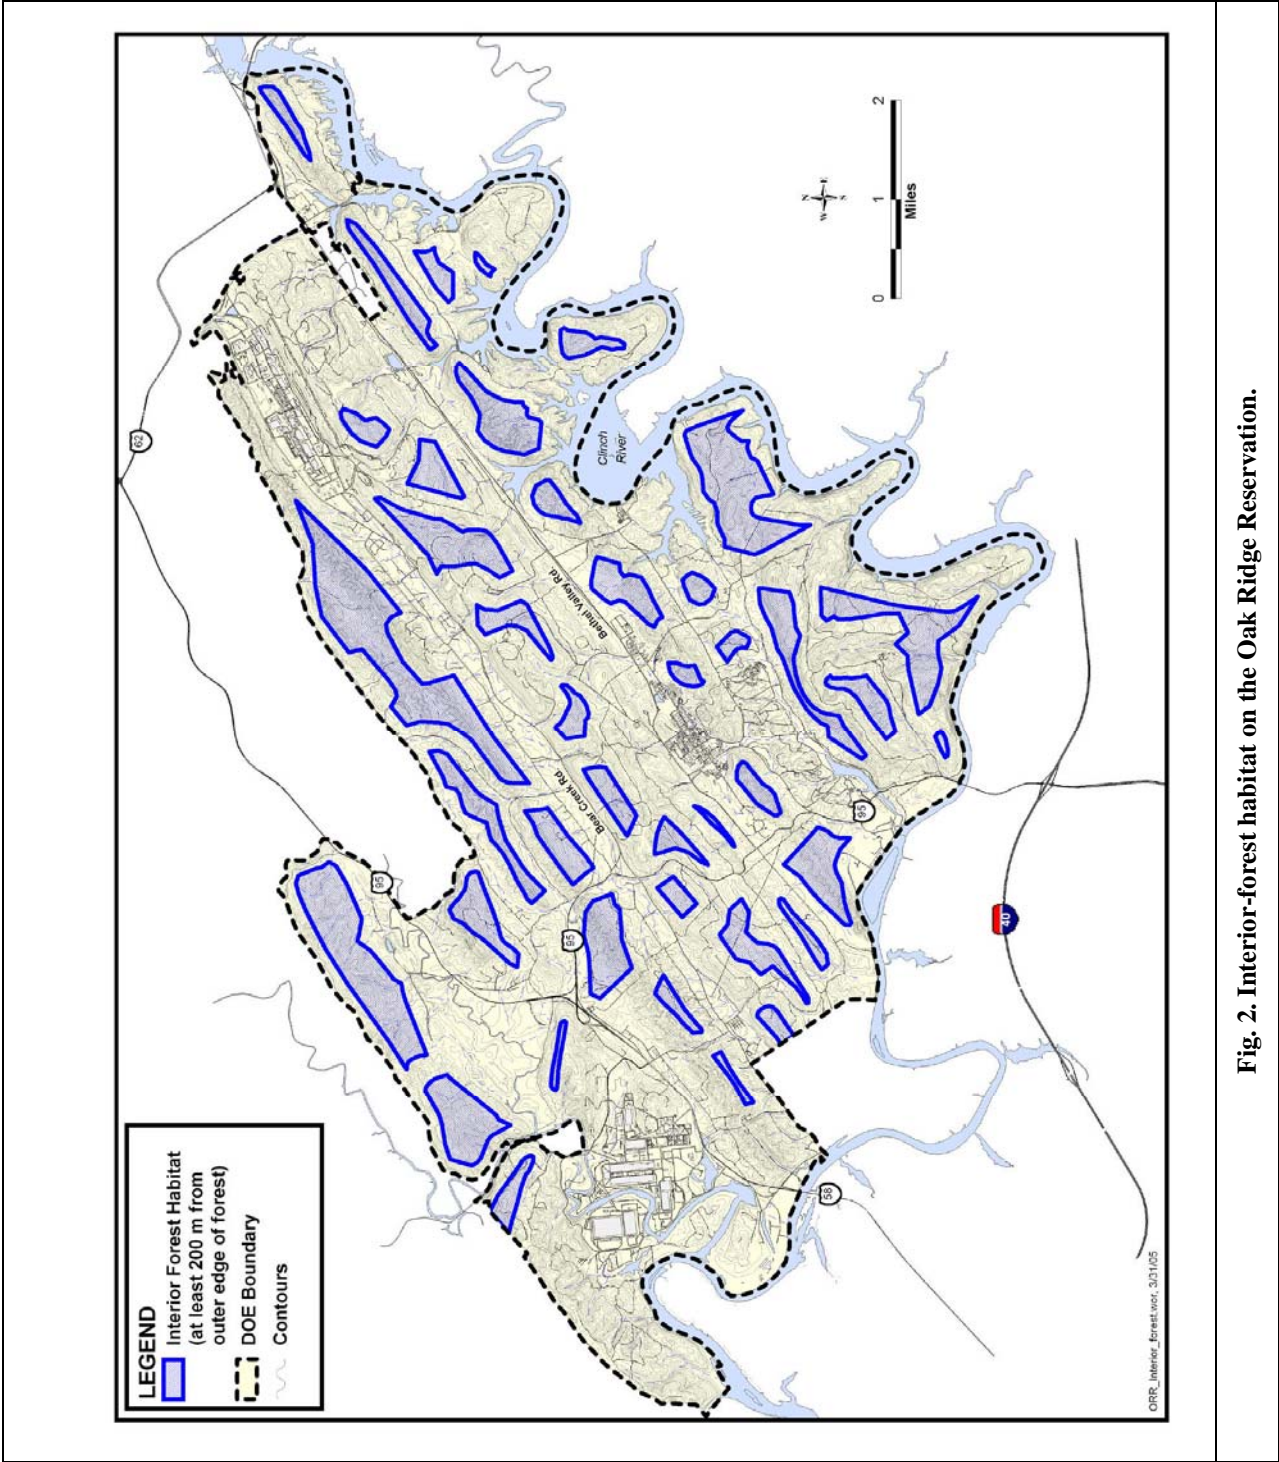 LEGEND
Interior Forest Habitat
(at least 200 m from
outer edge of forest)
DOE Boundary
Contours
62
95
95
95
58
40
Bethel Valley Rd.
Bear Creek Rd.
Clinch
River
N
E
S
W
0 1 2
Miles
ORR_Interior_forest.wor, 3/31/05
Fig. 2. Interior-forest habitat on the Oak Ridge Reservation.